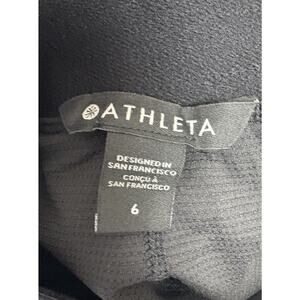 ATHLETA
DESIGNED IN
SAN FRANCISCO
CONÇU À
SAN FRANCISCO
6